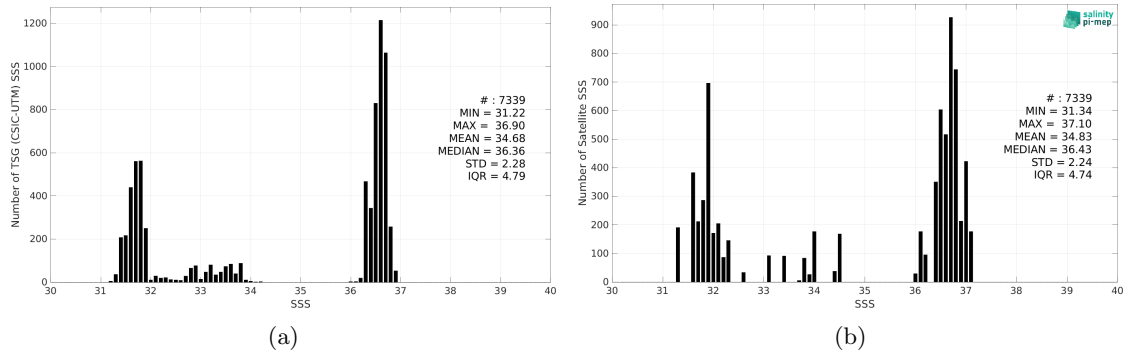 1200
1000
800
600
400
200
0
30 31 32 33 34 35 36 37 38 39 40
SSS
Number of TSG (CSIC-UTM) SSS
# : 7339
MIN = 31.22
MAX = 36.90
MEAN = 34.68
MEDIAN = 36.36
STD = 2.28
IQR = 4.79
(a)
900
800
700
600
500
400
300
200
100
0
30 31 32 33 34 35 36 37 38 39 40
SSS
Number of Satellite SSS
salinity
pi-mep
# : 7339
MIN = 31.34
MAX = 37.10
MEAN = 34.83
MEDIAN = 36.43
STD = 2.24
IQR = 4.74
(b)